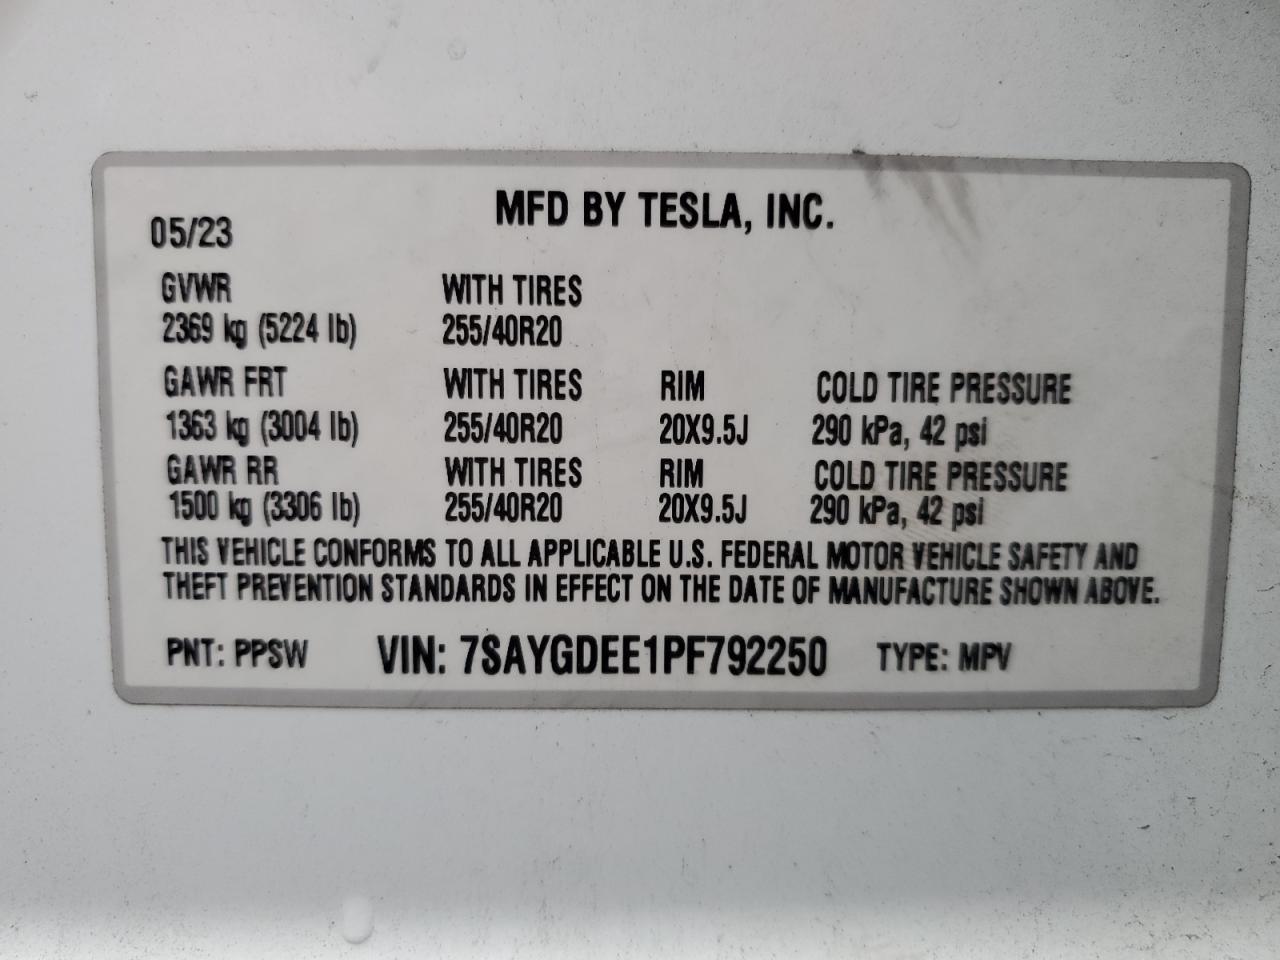 MFD BY TESLA, INC.
05/23
GVWR WITH TIRES
2369 kg (5224 lb) 255/40R20
GAWR FRT WITH TIRES RIM COLD TIRE PRESSURE
1363 kg (3004 lb) 255/40R20 20X9.5J 290 kPa, 42 psi
GAWR RR WITH TIRES RIM COLD TIRE PRESSURE
1500 kg (3306 lb) 255/40R20 20X9.5J 290 kPa, 42 psi
THIS VEHICLE CONFORMS TO ALL APPLICABLE U.S. FEDERAL MOTOR VEHICLE SAFETY AND
THEFT PREVENTION STANDARDS IN EFFECT ON THE DATE OF MANUFACTURE SHOWN ABOVE.
PNT: PPSW VIN: 7SAYGDEE1PF792250 TYPE: MPV